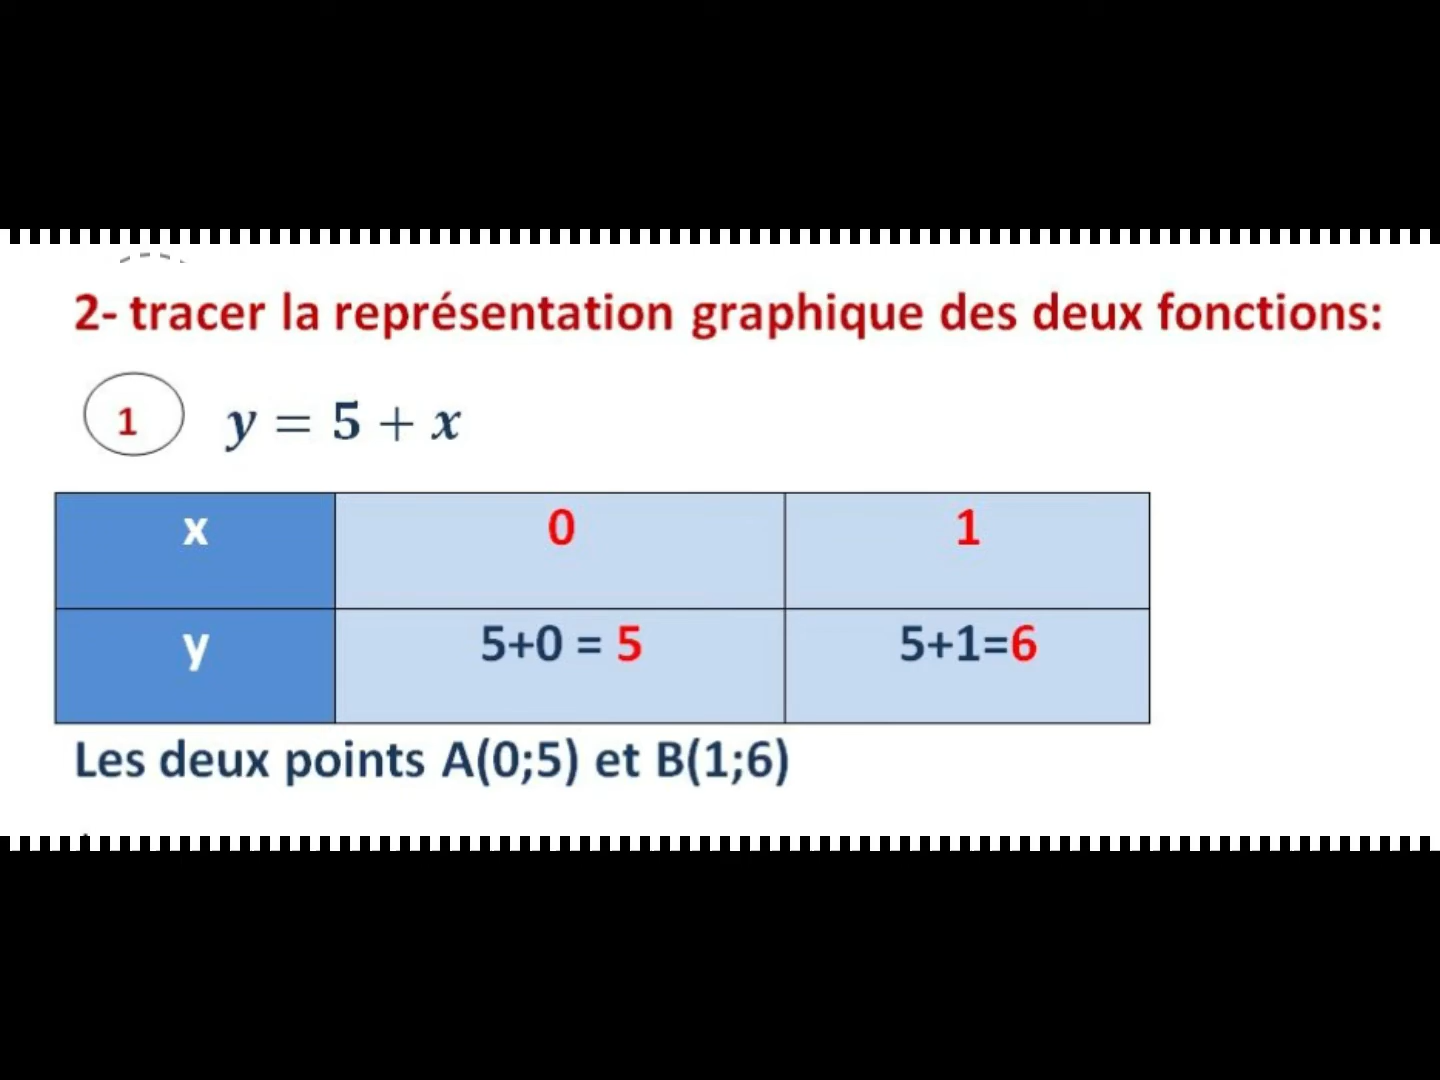 2- tracer la représentation graphique des deux fonctions:
1 y = 5 + x
x 0 1
y 5+0 = 5 5+1=6
Les deux points A(0;5) et B(1;6)